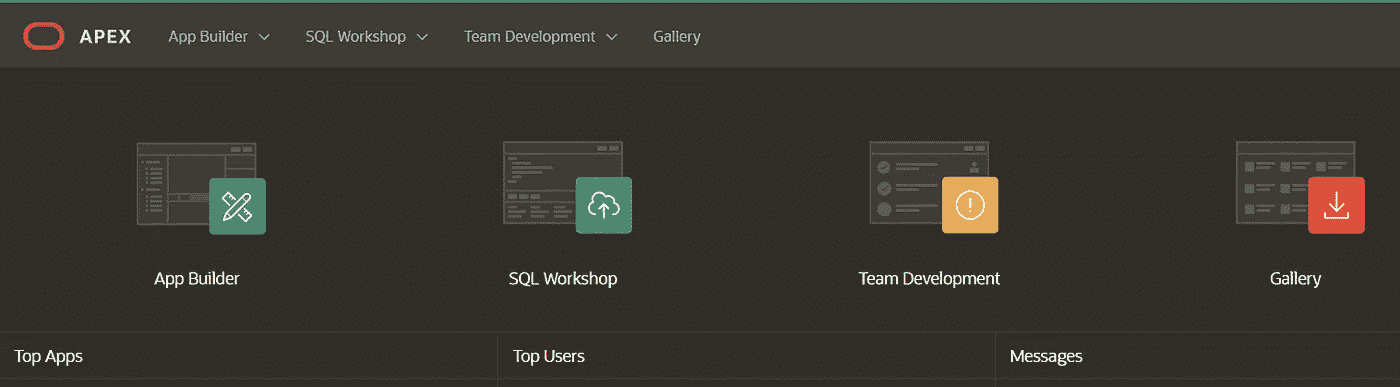 APEX App Builder SQL Workshop Team Development Gallery
App Builder SQL Workshop Team Development Gallery
Top Apps Top Users Messages